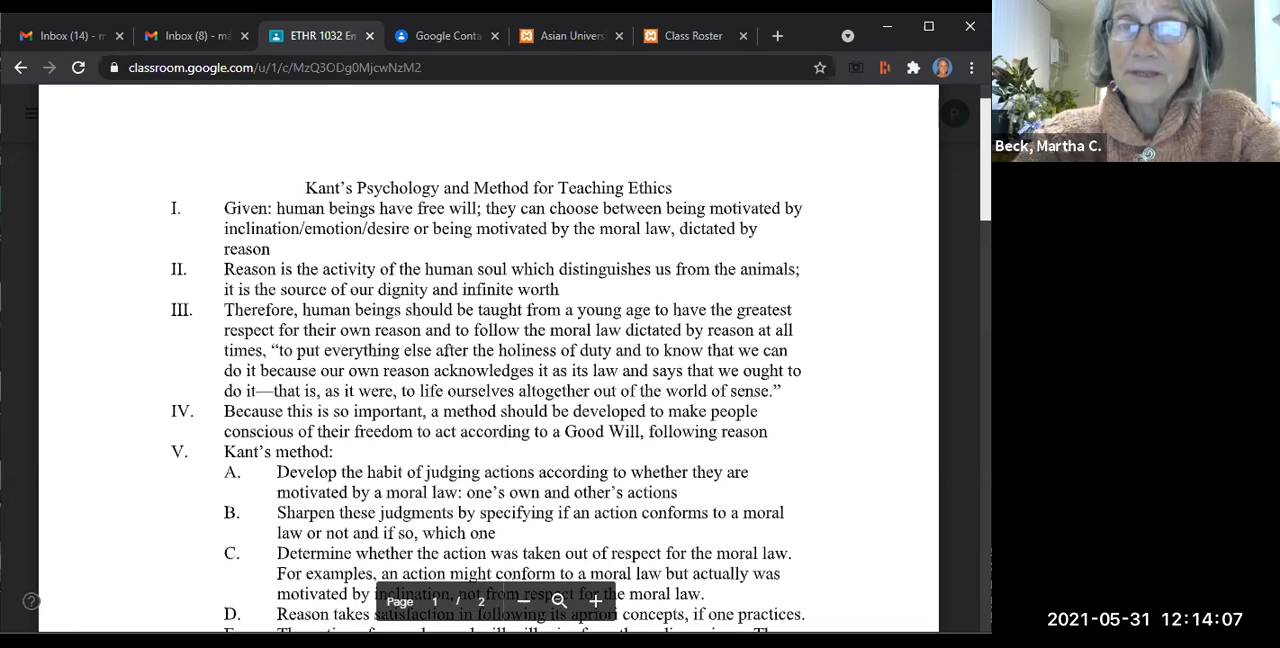 Inbox (14) - m
Inbox (8) - ma
ETHR 1032 En
Google Conta
Asian Univers
Class Roster
classroom.google.com/u/1/c/MzQ3ODg0MjcwNzM2
P
Beck, Martha C.
Kant's Psychology and Method for Teaching Ethics
I. Given: human beings have free will; they can choose between being motivated by
inclination/emotion/desire or being motivated by the moral law, dictated by
reason
II. Reason is the activity of the human soul which distinguishes us from the animals;
it is the source of our dignity and infinite worth
III. Therefore, human beings should be taught from a young age to have the greatest
respect for their own reason and to follow the moral law dictated by reason at all
times, “to put everything else after the holiness of duty and to know that we can
do it because our own reason acknowledges it as its law and says that we ought to
do it—that is, as it were, to life ourselves altogether out of the world of sense.”
IV. Because this is so important, a method should be developed to make people
conscious of their freedom to act according to a Good Will, following reason
V. Kant's method:
A. Develop the habit of judging actions according to whether they are
motivated by a moral law: one's own and other's actions
B. Sharpen these judgments by specifying if an action conforms to a moral
law or not and if so, which one
C. Determine whether the action was taken out of respect for the moral law.
For examples, an action might conform to a moral law but actually was
motivated by inclination, not from respect for the moral law.
Page 1 / 2
D. Reason takes satisfaction in following its apriori concepts, if one practices.
2021-05-31 12:14:07